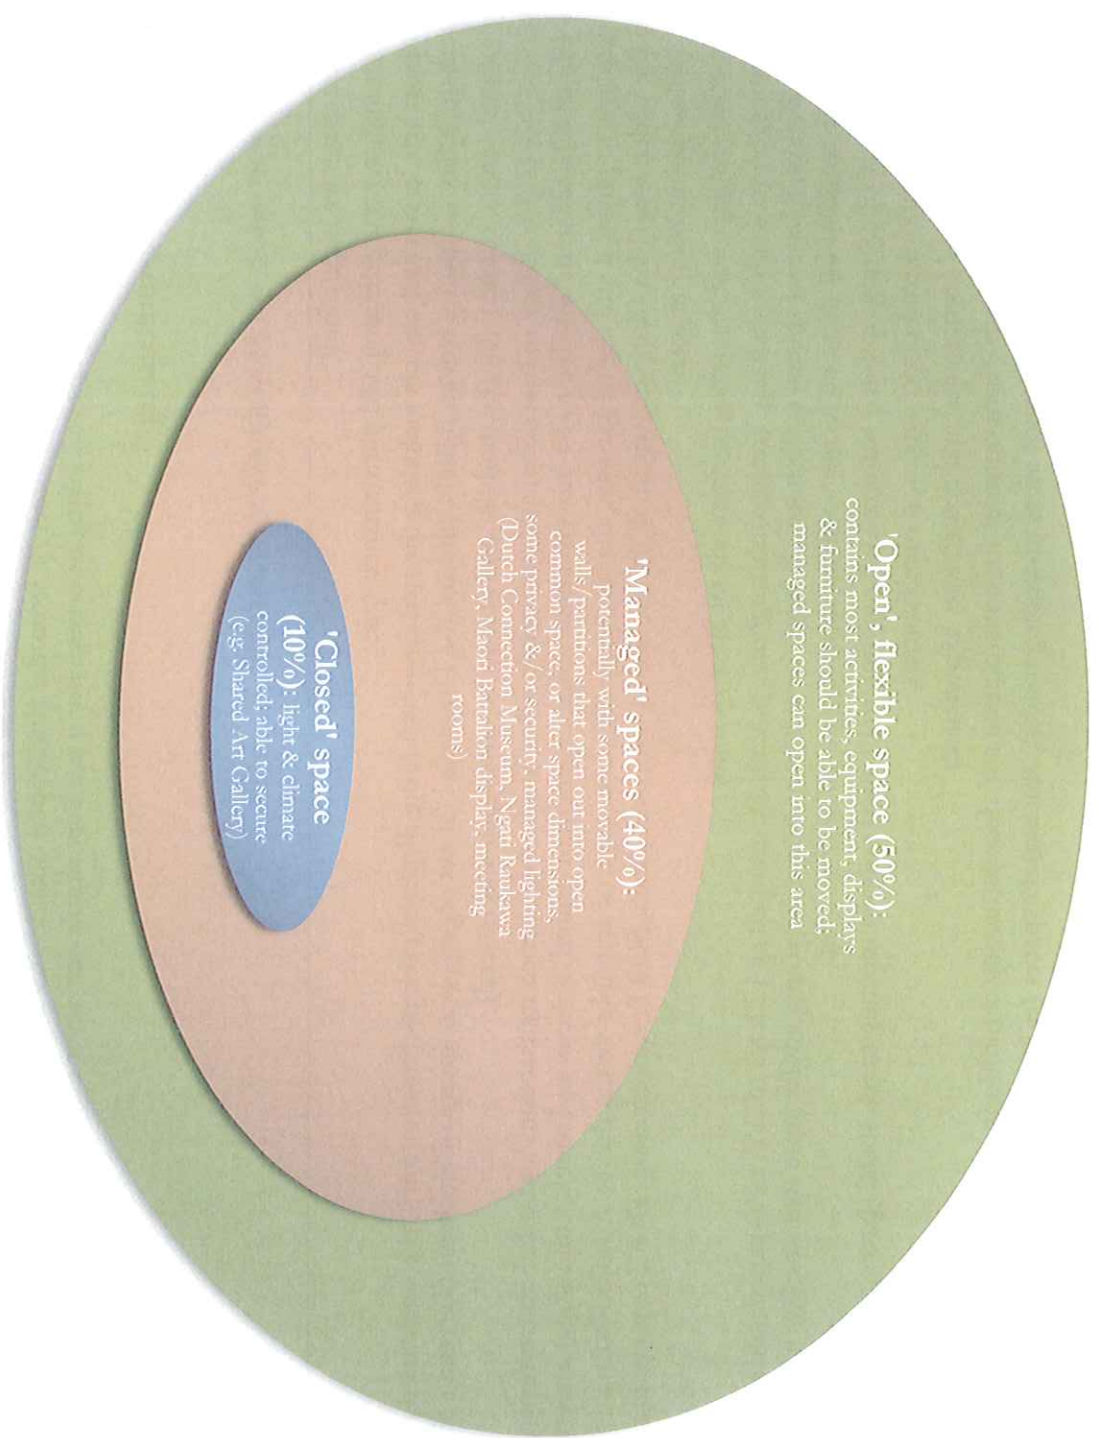 'Open', flexible space (50%):
contains most activities, equipment, displays
& furniture should be able to be moved;
managed spaces can open into this area
'Managed' spaces (40%):
potentially with some movable
walls/partitions that open out into open
common space, or alter space dimensions,
some privacy &/or security, managed lighting
(Dutch Connection Museum, Ngati Raukawa
Gallery, Maori Battalion display, meeting
rooms)
'Closed' space
(10%): light & climate
controlled; able to secure
(e.g. Shared Art Gallery)